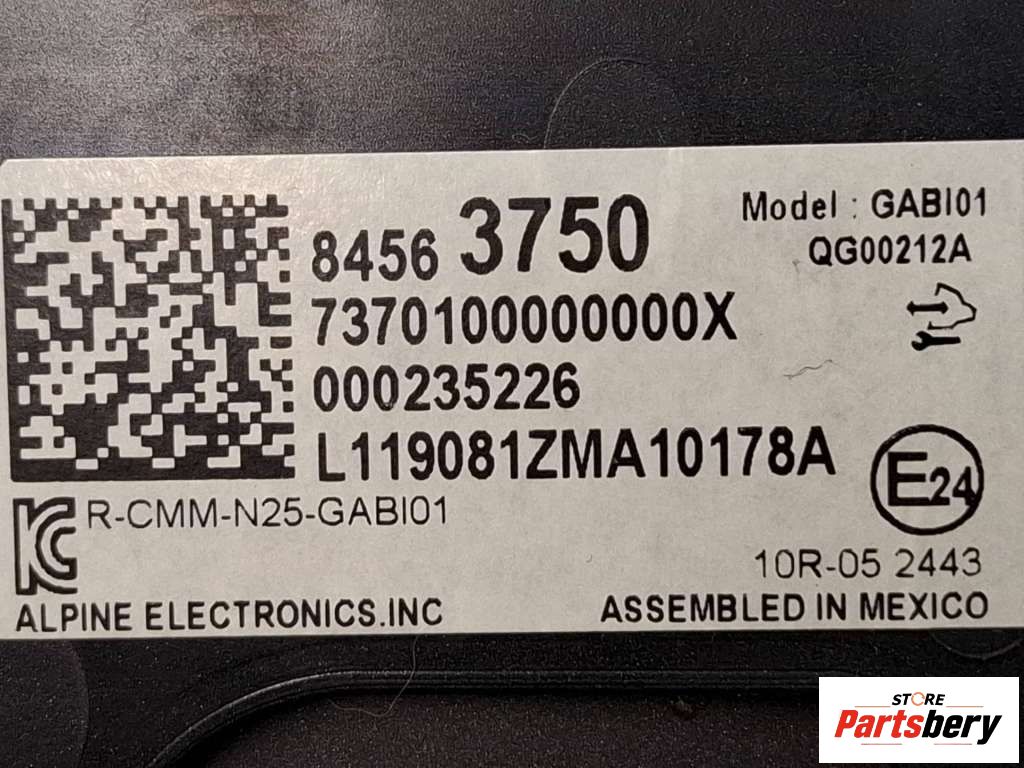 8456 3750
Model : GABI01
QG00212A
7370100000000X
000235226
L119081ZMA10178A
E24
KC R-CMM-N25-GABI01
10R-05 2443
ALPINE ELECTRONICS.INC
ASSEMBLED IN MEXICO
STORE
Partsbery